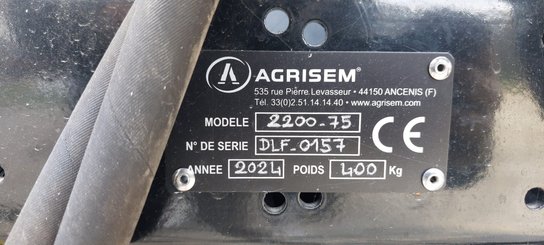 AGRISEM®
535 rue Pierre Levasseur • 44150 ANCENIS (F)
Tél. 33(0)2.51.14.14.40 • www.agrisem.com
MODELE 2200-75
N° DE SERIE DLF-0157 CE
ANNEE 2024 POIDS 400 Kg